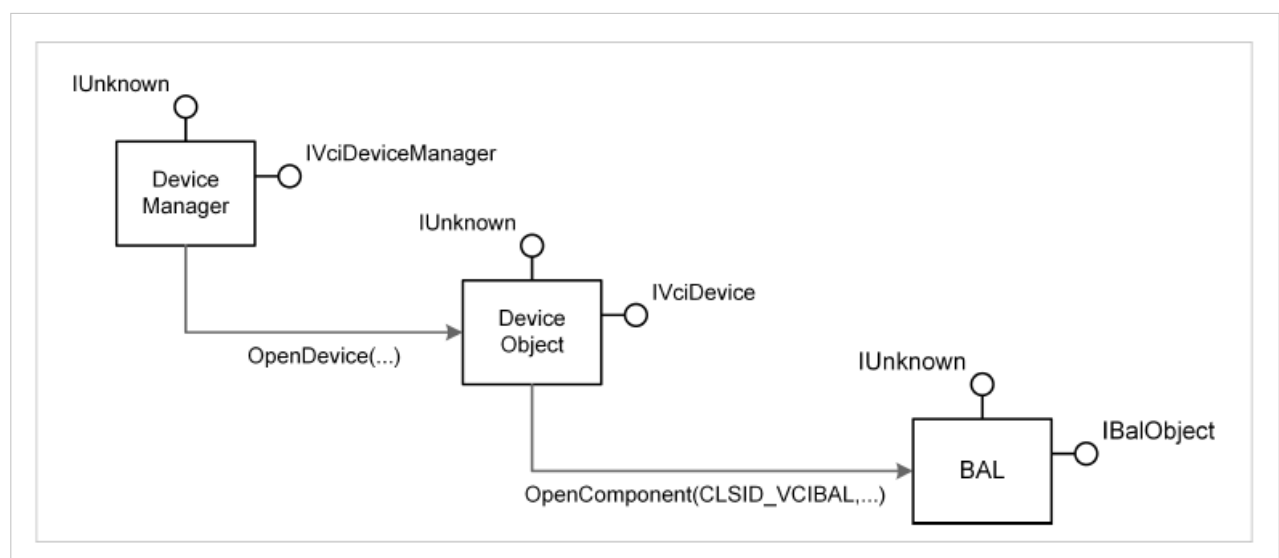 IUnknown
IVciDeviceManager
Device
Manager
IUnknown
IVciDevice
Device
Object
OpenDevice(...)
IUnknown
IBalObject
BAL
OpenComponent(CLSID_VCIBAL,...)